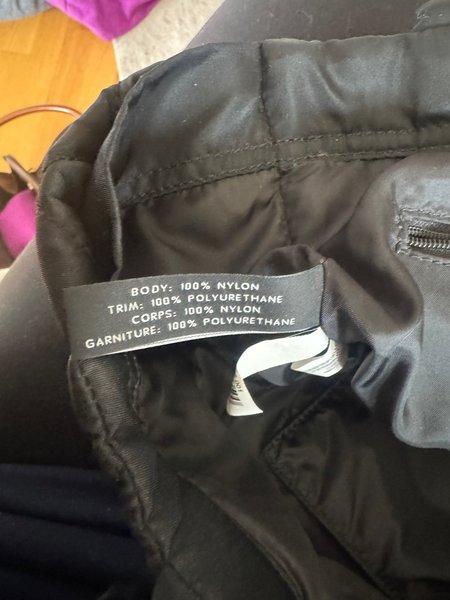 BODY: 100% NYLON
TRIM: 100% POLYURETHANE
CORPS: 100% NYLON
GARNITURE: 100% POLYURETHANE